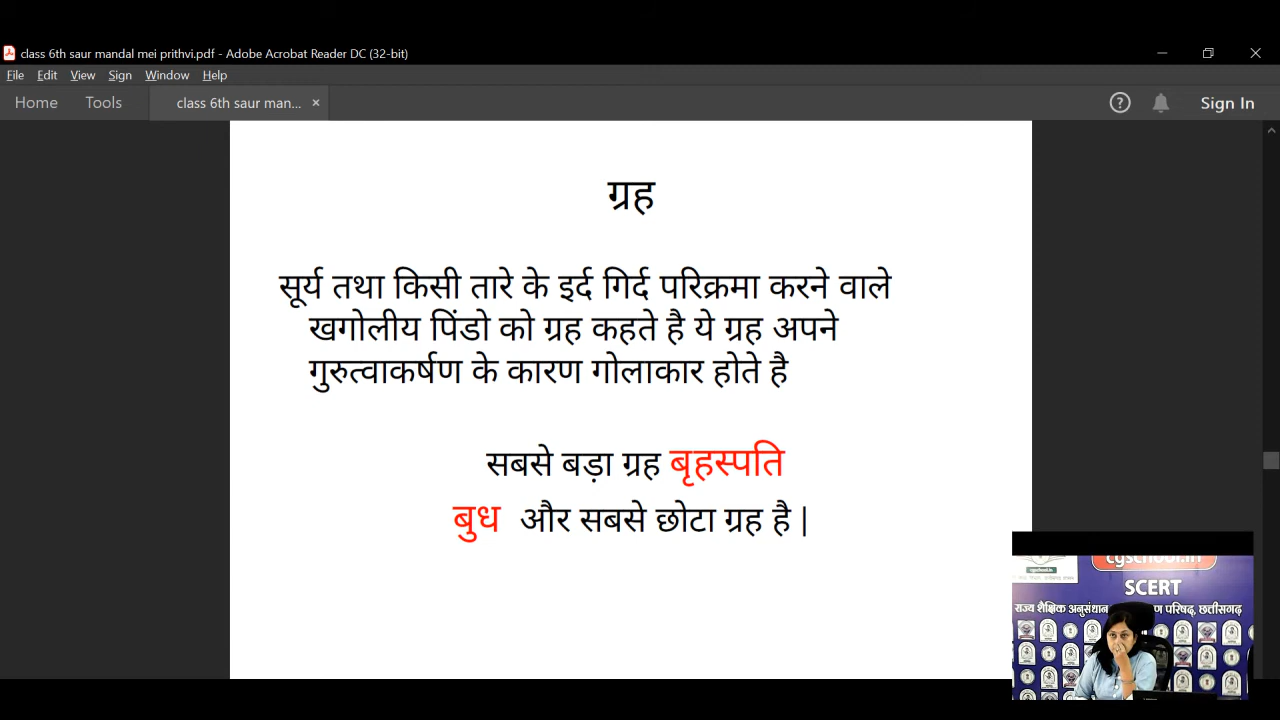 class 6th saur mandal mei prithvi.pdf - Adobe Acrobat Reader DC (32-bit)
File Edit View Sign Window Help
Home Tools class 6th saur man... × Sign In
ग्रह
सूर्य तथा किसी तारे के इर्द गिर्द परिक्रमा करने वाले
खगोलीय पिंडो को ग्रह कहते है ये ग्रह अपने
गुरुत्वाकर्षण के कारण गोलाकार होते है
सबसे बड़ा ग्रह बृहस्पति
बुध और सबसे छोटा ग्रह है |
cgschool.in
SCERT
राज्य शैक्षिक अनुसंधान परिषद्, छत्तीसगढ़